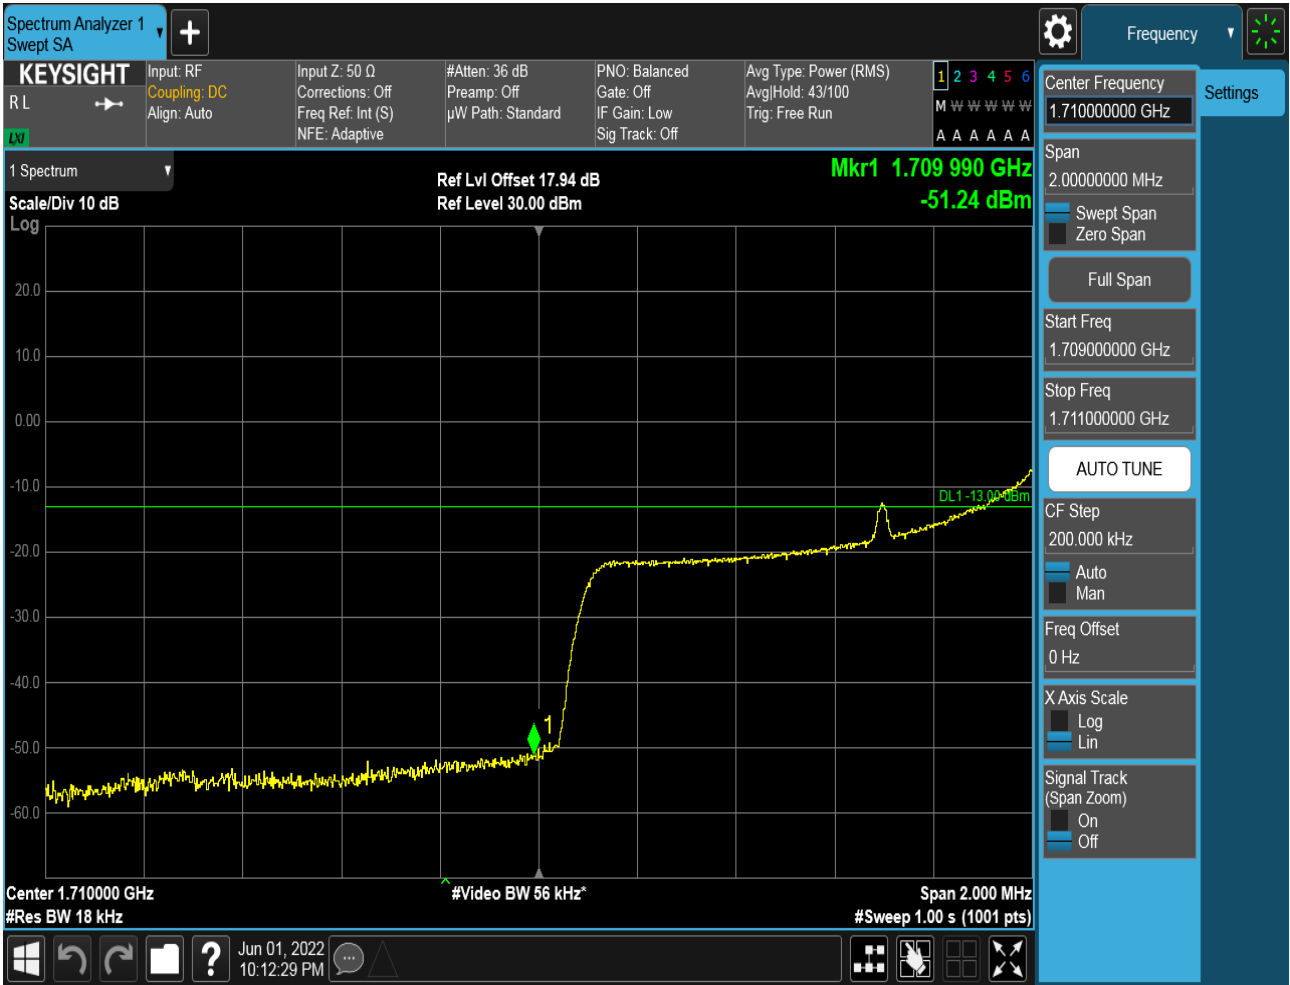 Spectrum Analyzer 1
Swept SA
+
Frequency
KEYSIGHT
R L
LXI
Input: RF
Coupling: DC
Align: Auto
Input Z: 50 Ω
Corrections: Off
Freq Ref: Int (S)
NFE: Adaptive
#Atten: 36 dB
Preamp: Off
µW Path: Standard
PNO: Balanced
Gate: Off
IF Gain: Low
Sig Track: Off
Avg Type: Power (RMS)
Avg|Hold: 43/100
Trig: Free Run
1 2 3 4 5 6
M W W W W W
A A A A A A
1 Spectrum
Scale/Div 10 dB
Log
Ref Lvl Offset 17.94 dB
Ref Level 30.00 dBm
Mkr1 1.709 990 GHz
-51.24 dBm
20.0
10.0
0.00
-10.0
-20.0
-30.0
-40.0
-50.0
-60.0
DL1 -13.00 dBm
1
Center 1.710000 GHz
#Res BW 18 kHz
#Video BW 56 kHz*
Span 2.000 MHz
#Sweep 1.00 s (1001 pts)
Center Frequency
1.710000000 GHz
Settings
Span
2.00000000 MHz
Swept Span
Zero Span
Full Span
Start Freq
1.709000000 GHz
Stop Freq
1.711000000 GHz
AUTO TUNE
CF Step
200.000 kHz
Auto
Man
Freq Offset
0 Hz
X Axis Scale
Log
Lin
Signal Track
(Span Zoom)
On
Off
?
Jun 01, 2022
10:12:29 PM